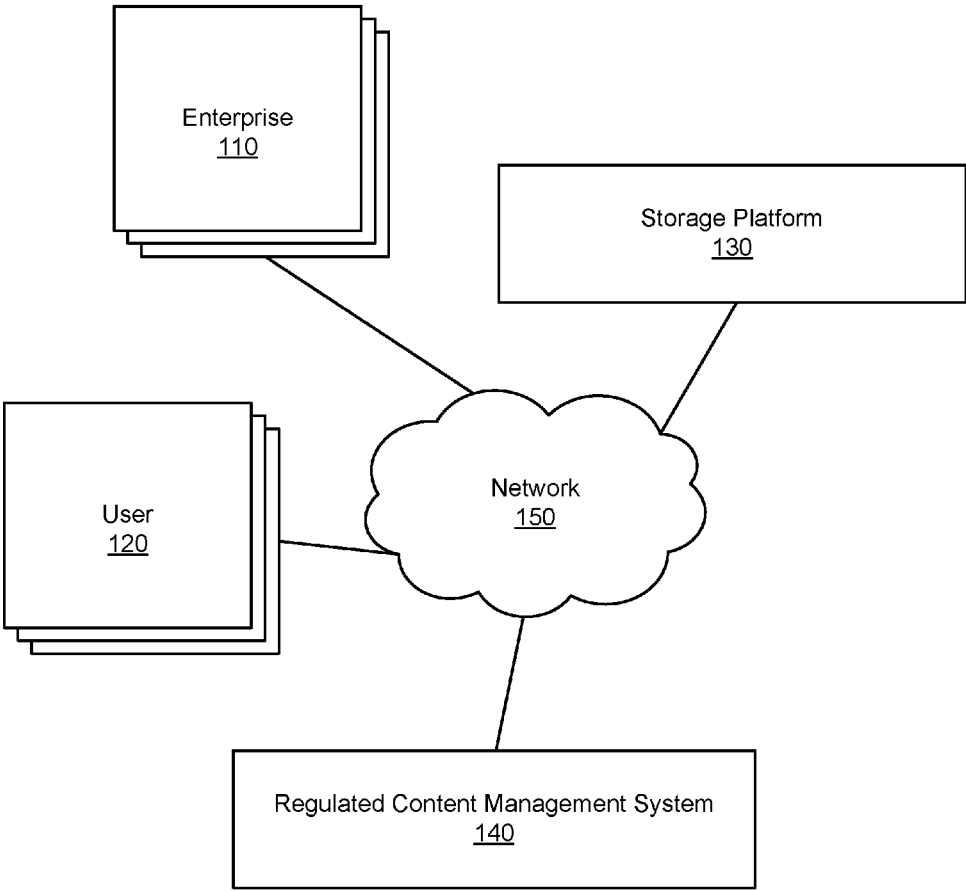 Enterprise
110
Storage Platform
130
Network
150
User
120
Regulated Content Management System
140